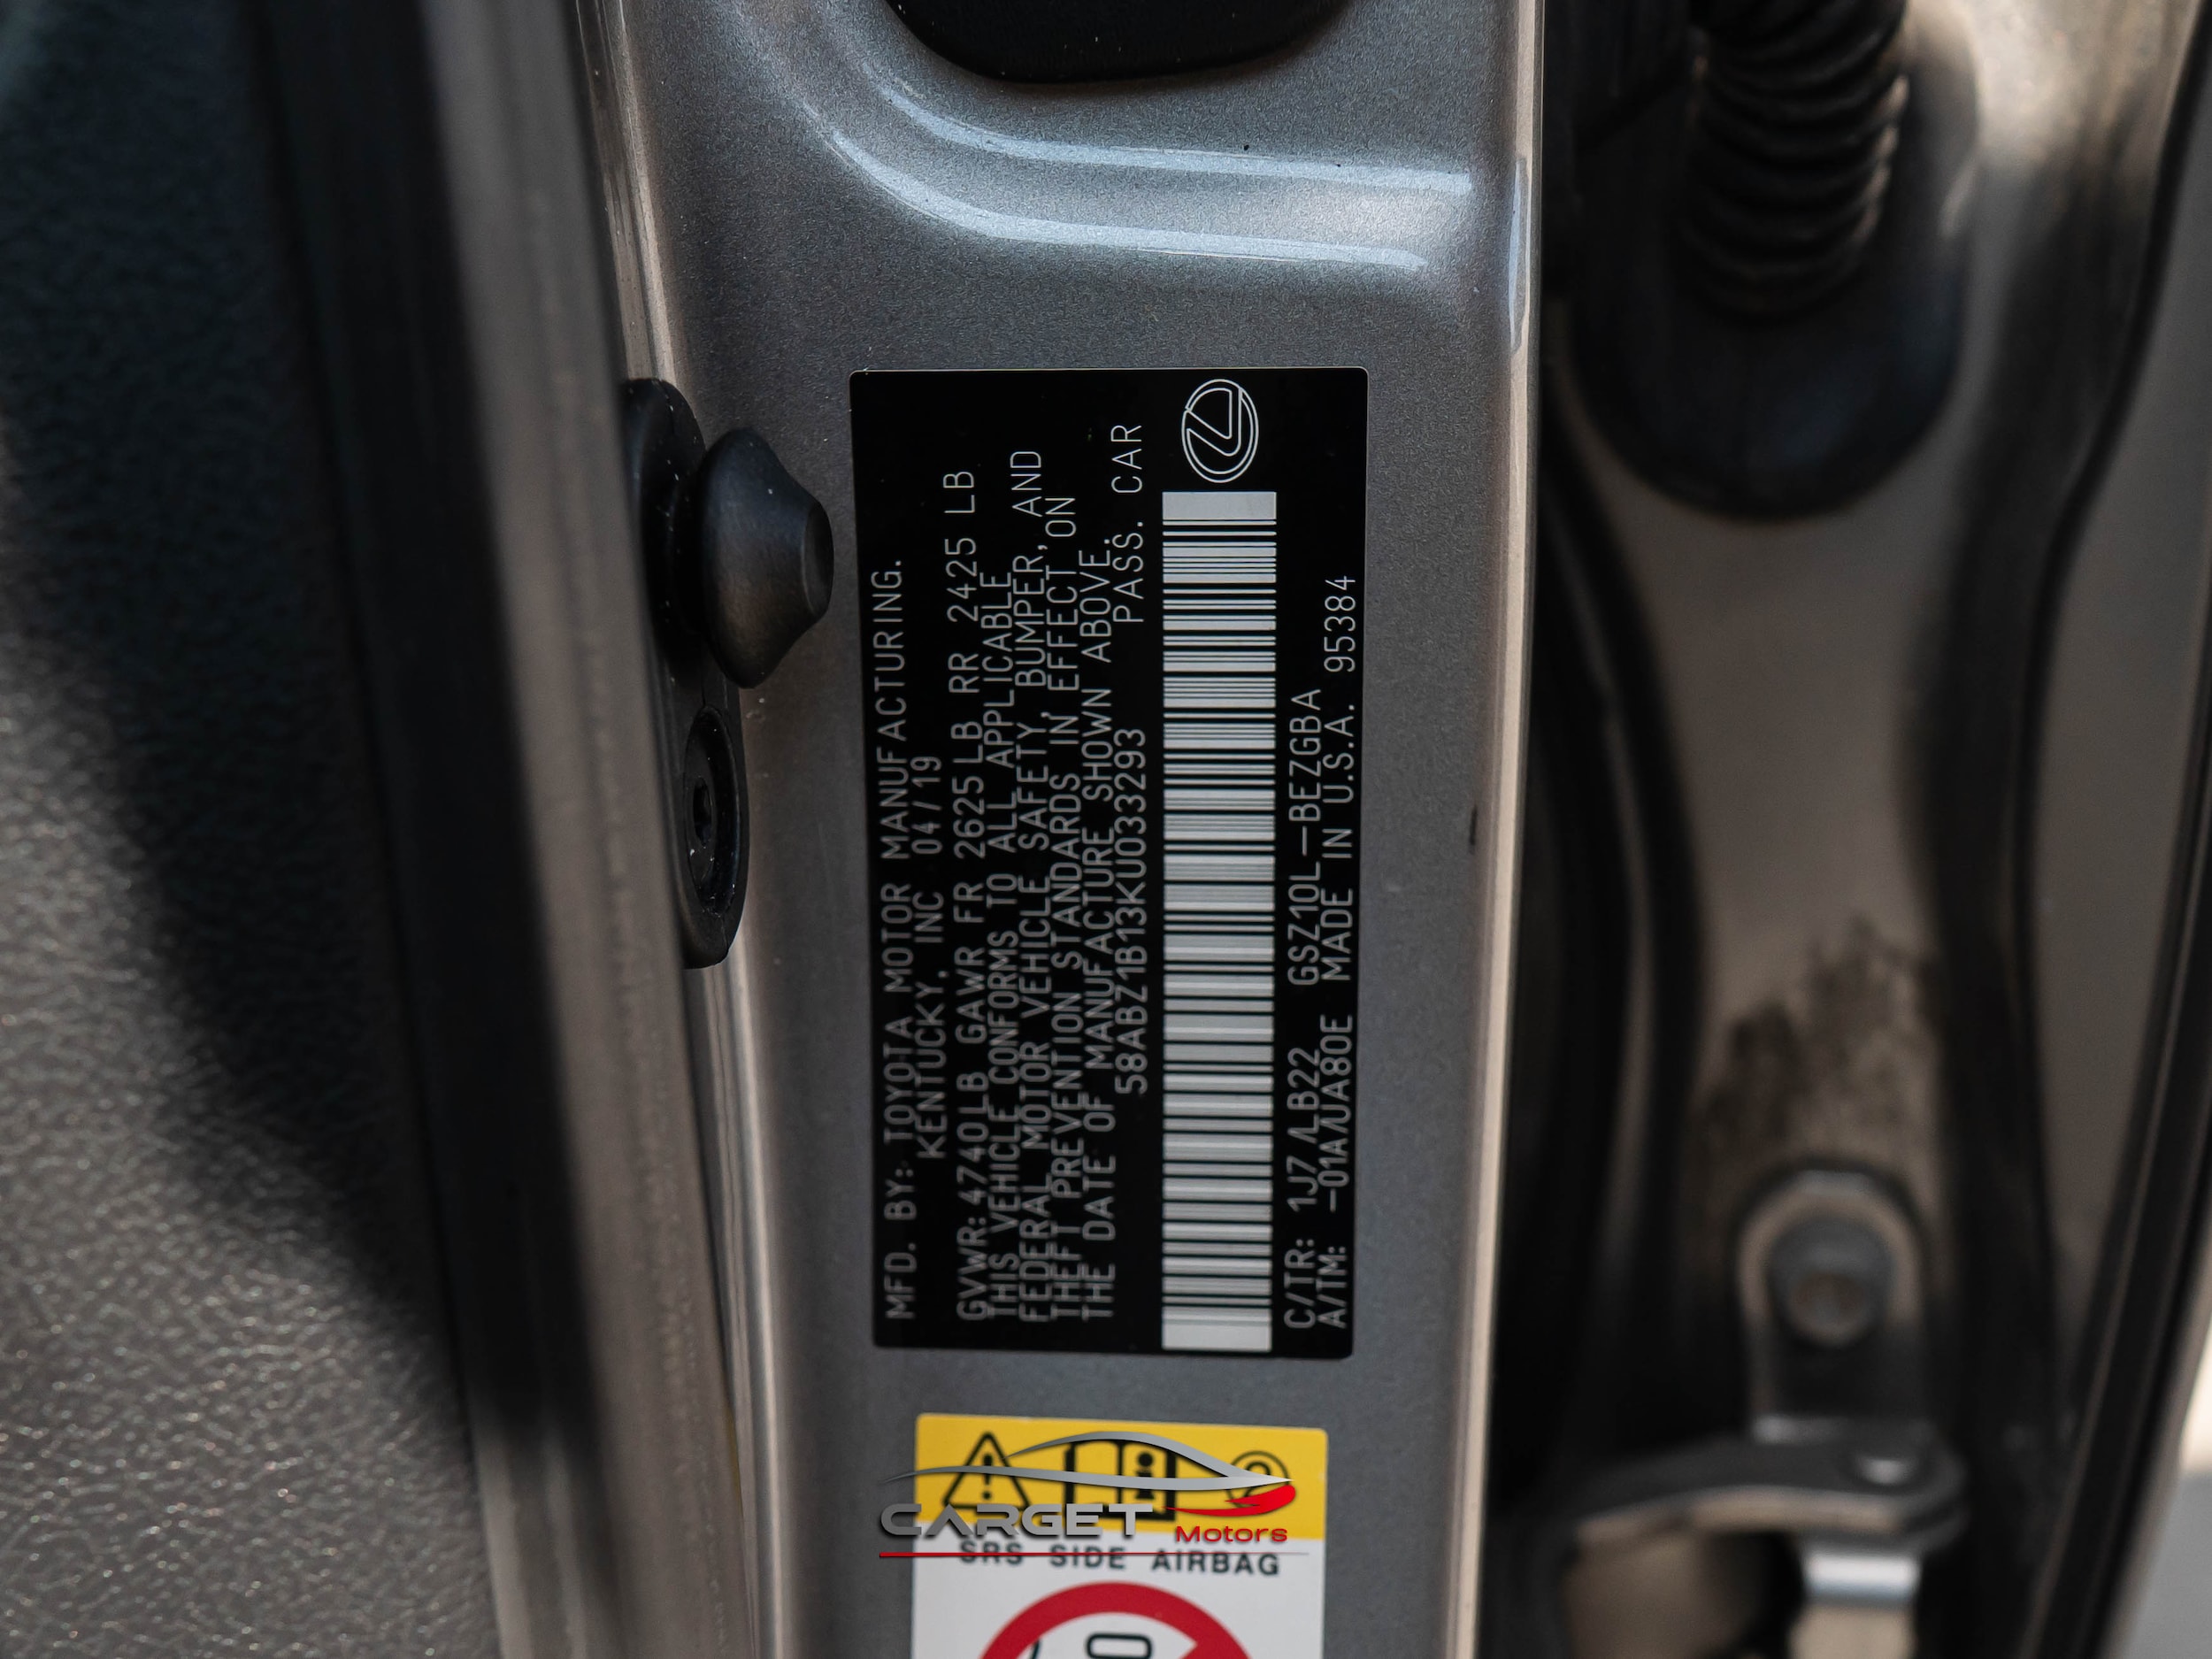 MFD. BY: TOYOTA MOTOR MANUFACTURING.
KENTUCKY, INC 04/19
GVWR: 4740LB GAWR FR 2625LB RR 2425 LB
THIS VEHICLE CONFORMS TO ALL APPLICABLE
FEDERAL MOTOR VEHICLE SAFETY, BUMPER, AND
THEFT PREVENTION STANDARDS IN EFFECT ON
THE DATE OF MANUFACTURE SHOWN ABOVE.
58ABZ1B13KU033293 PASS. CAR
C/TR: 1J7/LB22 GSZ10L-BEZGBA
A/TM: -01A/UA80E MADE IN U.S.A. 95384
CARGET
Motors
SRS SIDE AIRBAG